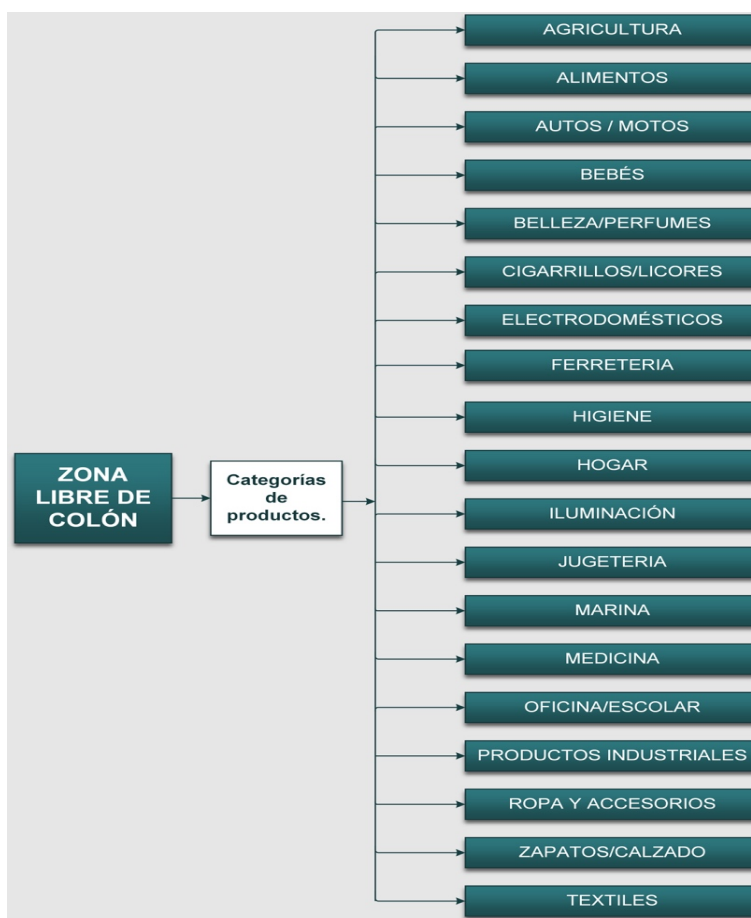 ZONA
LIBRE DE
COLÓN
Categorías
de
productos.
AGRICULTURA
ALIMENTOS
AUTOS / MOTOS
BEBÉS
BELLEZA/PERFUMES
CIGARRILLOS/LICORES
ELECTRODOMÉSTICOS
FERRETERIA
HIGIENE
HOGAR
ILUMINACIÓN
JUGETERIA
MARINA
MEDICINA
OFICINA/ESCOLAR
PRODUCTOS INDUSTRIALES
ROPA Y ACCESORIOS
ZAPATOS/CALZADO
TEXTILES